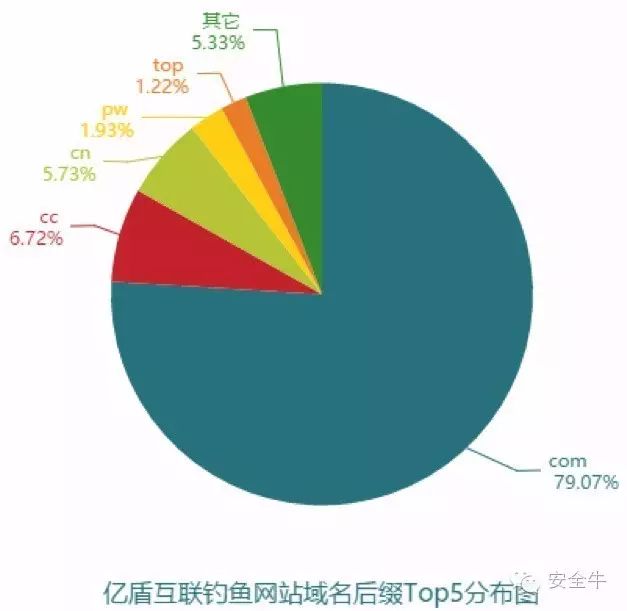 其它
5.33%
top
1.22%
pw
1.93%
cn
5.73%
cc
6.72%
com
79.07%
安全牛
亿盾互联钓鱼网站域名后缀Top5分布图